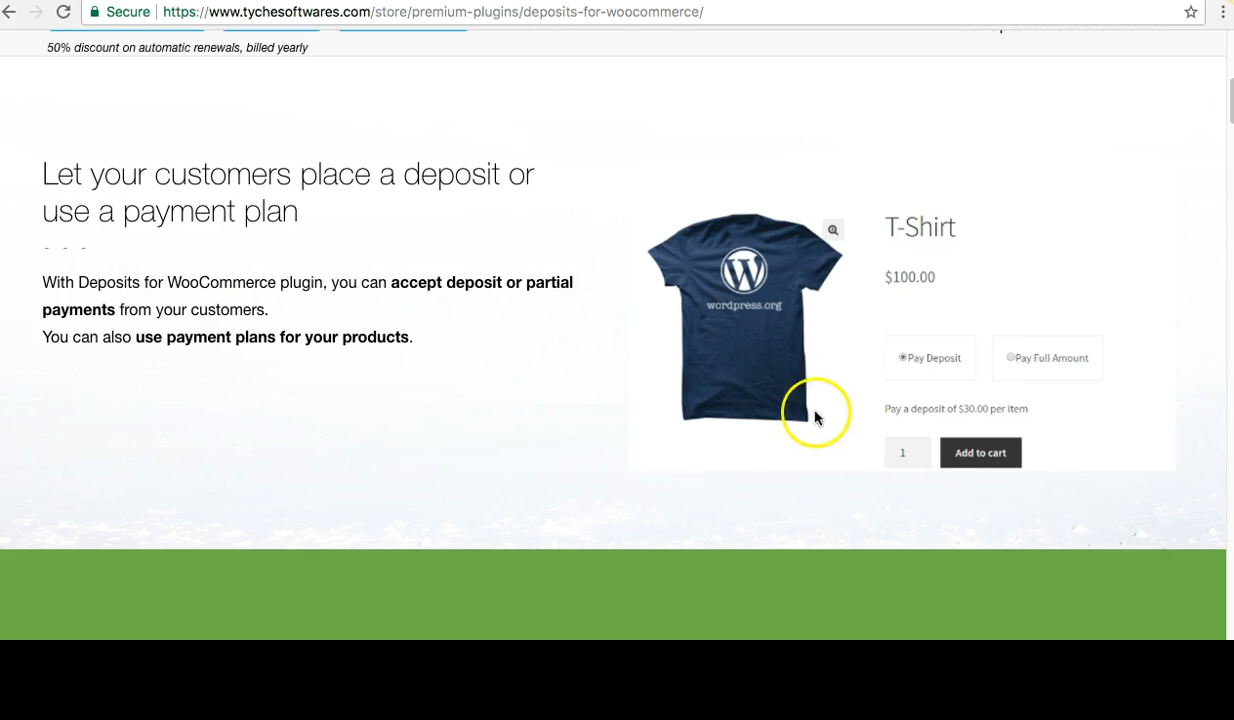 Secure https://www.tychesoftwares.com/store/premium-plugins/deposits-for-woocommerce/
50% discount on automatic renewals, billed yearly
Let your customers place a deposit or
use a payment plan
- - -
With Deposits for WooCommerce plugin, you can accept deposit or partial
payments from your customers.
You can also use payment plans for your products.
W
wordpress.org
T-Shirt
$100.00
Pay Deposit Pay Full Amount
Pay a deposit of $30.00 per item
1 Add to cart